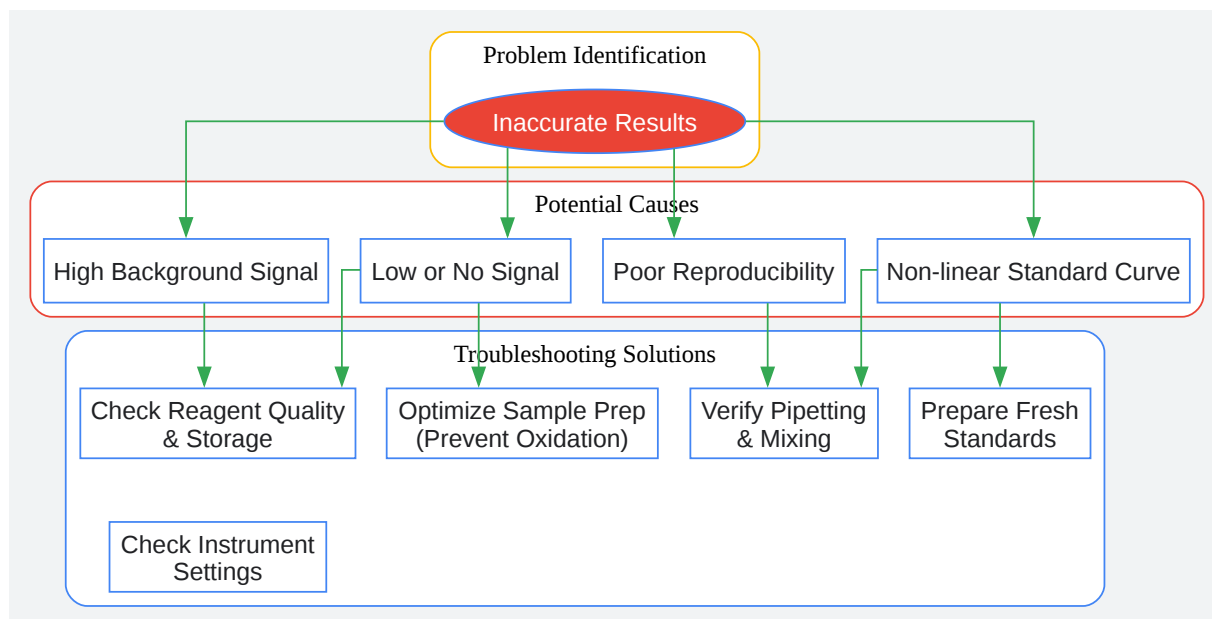 Problem Identification
Inaccurate Results
Potential Causes
High Background Signal
Low or No Signal
Poor Reproducibility
Non-linear Standard Curve
Troubleshooting Solutions
Check Reagent Quality
& Storage
Optimize Sample Prep
(Prevent Oxidation)
Verify Pipetting
& Mixing
Prepare Fresh
Standards
Check Instrument
Settings